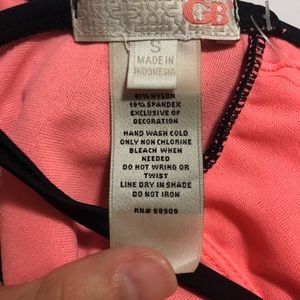 GB
S
MADE IN
INDONESIA
81% NYLON
19% SPANDEX
EXCLUSIVE OF
DECORATION
HAND WASH COLD
ONLY NON CHLORINE
BLEACH WHEN
NEEDED
DO NOT WRING OR
TWIST
LINE DRY IN SHADE
DO NOT IRON
RN# 58909